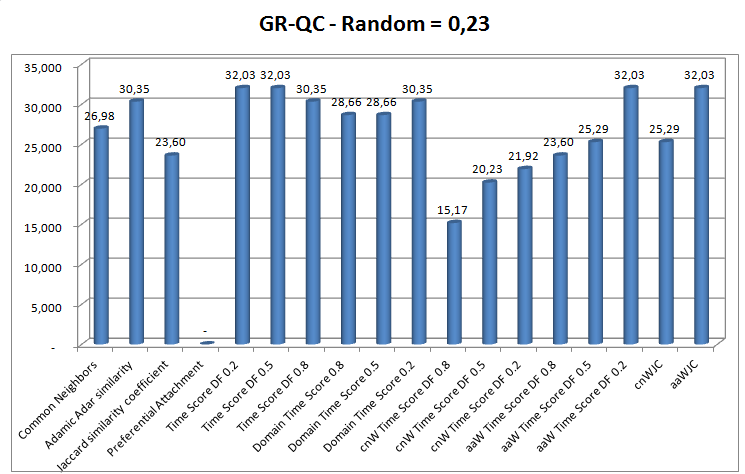 GR-QC - Random = 0,23
35,000
30,000
25,000
20,000
15,000
10,000
5,000
-
26,98
30,35
23,60
-
32,03
32,03
30,35
28,66
28,66
30,35
15,17
20,23
21,92
23,60
25,29
32,03
25,29
32,03
Common Neighbors
Adamic Adar similarity
Jaccard similarity coefficient
Preferential Attachment
Time Score DF 0.2
Time Score DF 0.5
Time Score DF 0.8
Domain Time Score 0.8
Domain Time Score 0.5
Domain Time Score 0.2
cnW Time Score DF 0.8
cnW Time Score DF 0.5
cnW Time Score DF 0.2
aaW Time Score DF 0.8
aaW Time Score DF 0.5
aaW Time Score DF 0.2
cnWJC
aaWJC